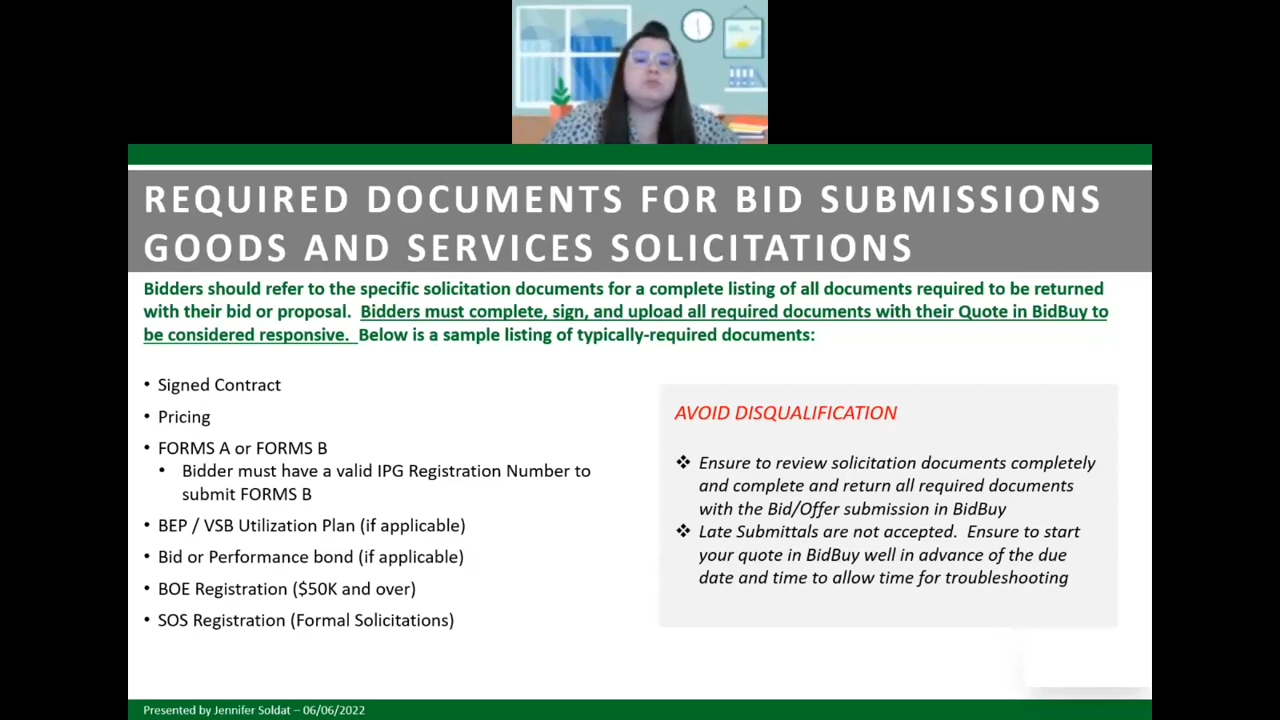 REQUIRED DOCUMENTS FOR BID SUBMISSIONS
GOODS AND SERVICES SOLICITATIONS
Bidders should refer to the specific solicitation documents for a complete listing of all documents required to be returned
with their bid or proposal. Bidders must complete, sign, and upload all required documents with their Quote in BidBuy to
be considered responsive. Below is a sample listing of typically-required documents:
• Signed Contract
• Pricing
• FORMS A or FORMS B
• Bidder must have a valid IPG Registration Number to
submit FORMS B
• BEP / VSB Utilization Plan (if applicable)
• Bid or Performance bond (if applicable)
• BOE Registration ($50K and over)
• SOS Registration (Formal Solicitations)
AVOID DISQUALIFICATION
❖ Ensure to review solicitation documents completely
and complete and return all required documents
with the Bid/Offer submission in BidBuy
❖ Late Submittals are not accepted. Ensure to start
your quote in BidBuy well in advance of the due
date and time to allow time for troubleshooting
Presented by Jennifer Soldat – 06/06/2022